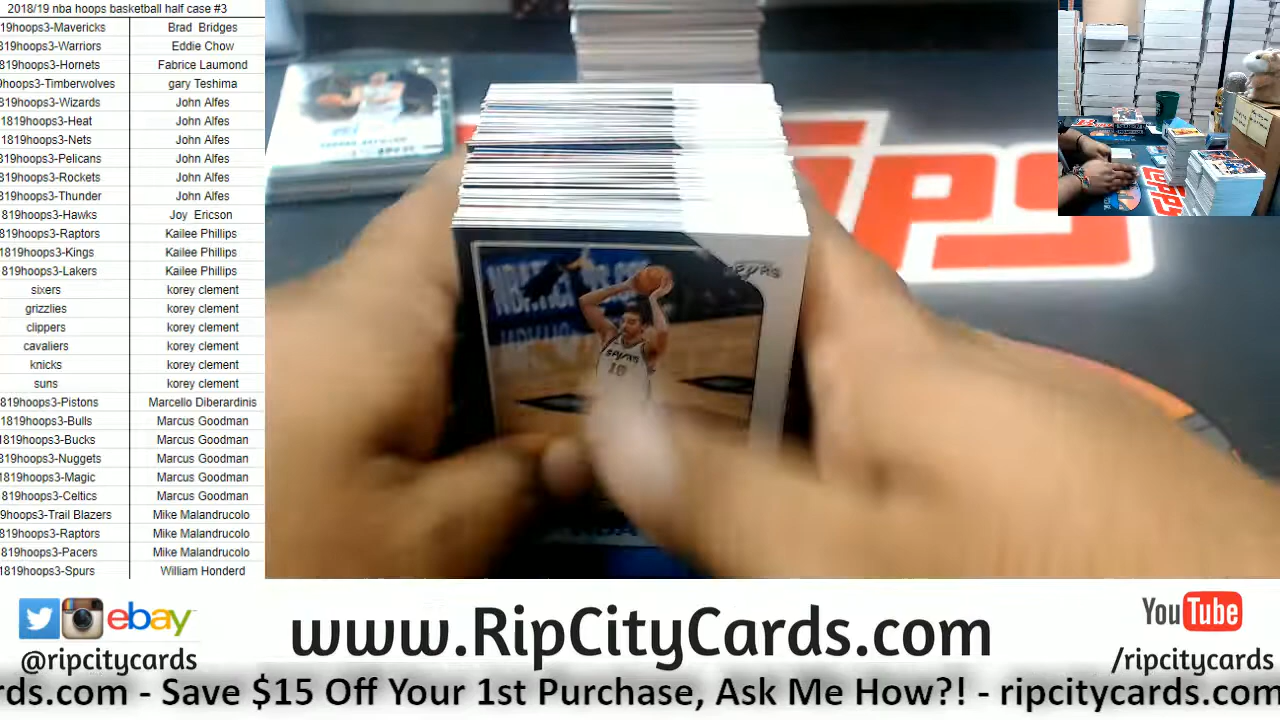 2018/19 nba hoops basketball half case #3
19hoops3-Mavericks Brad Bridges
819hoops3-Warriors Eddie Chow
819hoops3-Hornets Fabrice Laumond
9hoops3-Timberwolves gary Teshima
819hoops3-Wizards John Alfes
1819hoops3-Heat John Alfes
1819hoops3-Nets John Alfes
819hoops3-Pelicans John Alfes
819hoops3-Rockets John Alfes
819hoops3-Thunder John Alfes
819hoops3-Hawks Joy Ericson
819hoops3-Raptors Kailee Phillips
1819hoops3-Kings Kailee Phillips
819hoops3-Lakers Kailee Phillips
sixers korey clement
grizzlies korey clement
clippers korey clement
cavaliers korey clement
knicks korey clement
suns korey clement
819hoops3-Pistons Marcello Diberardinis
1819hoops3-Bulls Marcus Goodman
1819hoops3-Bucks Marcus Goodman
819hoops3-Nuggets Marcus Goodman
1819hoops3-Magic Marcus Goodman
819hoops3-Celtics Marcus Goodman
9hoops3-Trail Blazers Mike Malandrucolo
819hoops3-Raptors Mike Malandrucolo
819hoops3-Pacers Mike Malandrucolo
1819hoops3-Spurs William Honderd
SPURS
10
ebay
@ripcitycards
www.RipCityCards.com
YouTube
/ripcitycards
rds.com - Save $15 Off Your 1st Purchase, Ask Me How?! - ripcitycards.com